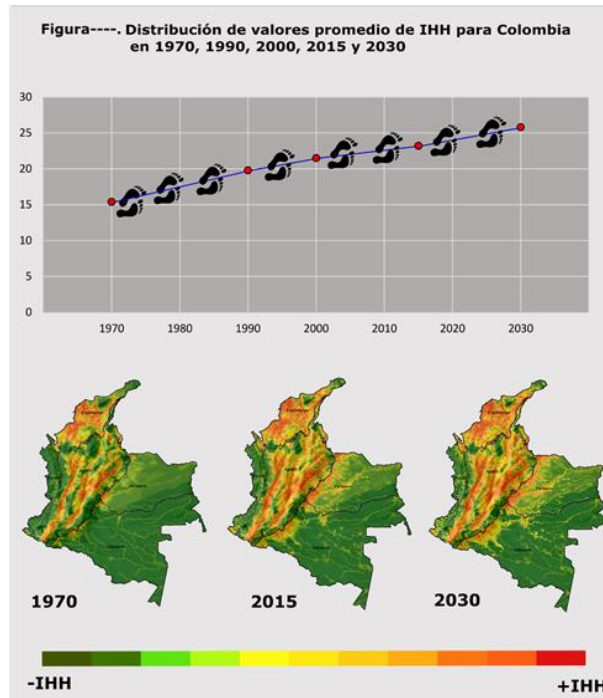 Figura----. Distribución de valores promedio de IHH para Colombia
en 1970, 1990, 2000, 2015 y 2030
30
25
20
15
10
5
0
1970 1980 1990 2000 2010 2020 2030
1970 2015 2030
-IHH +IHH